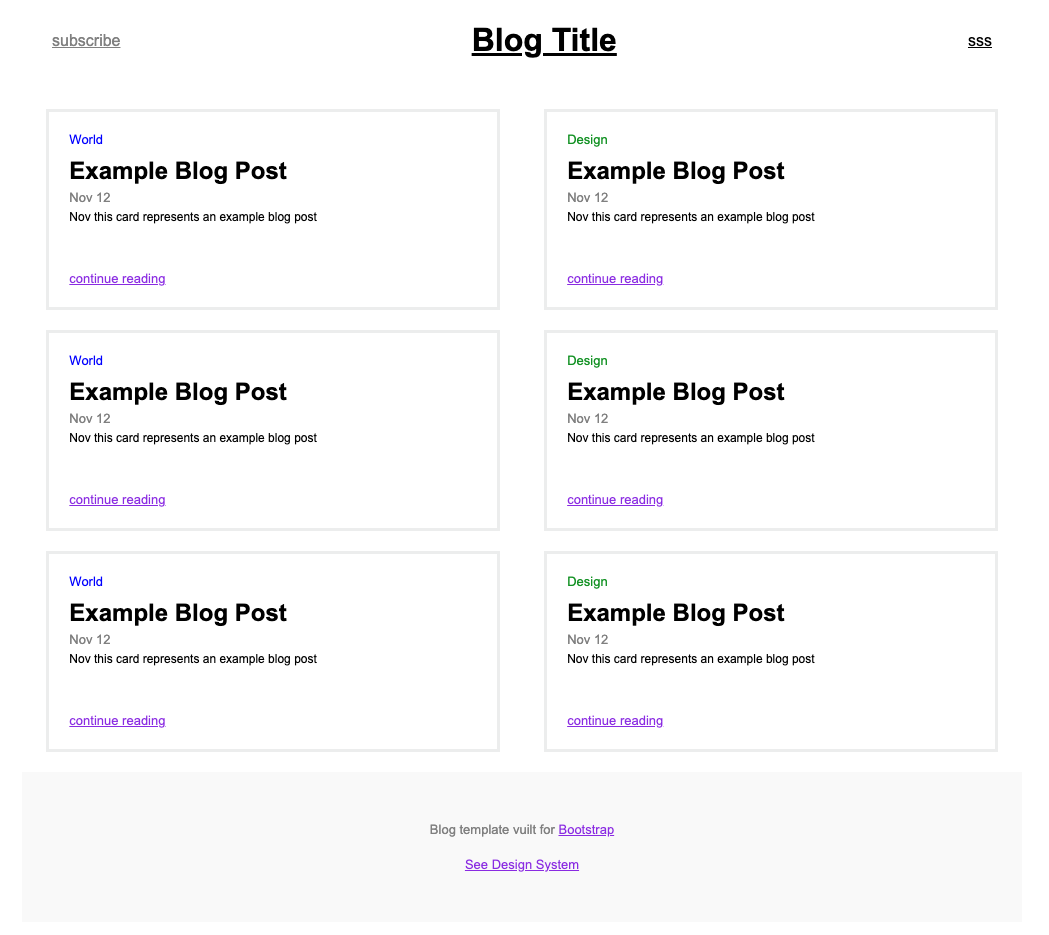 subscribe
Blog Title
sss
World
Example Blog Post
Nov 12
Nov this card represents an example blog post
continue reading
Design
Example Blog Post
Nov 12
Nov this card represents an example blog post
continue reading
World
Example Blog Post
Nov 12
Nov this card represents an example blog post
continue reading
Design
Example Blog Post
Nov 12
Nov this card represents an example blog post
continue reading
World
Example Blog Post
Nov 12
Nov this card represents an example blog post
continue reading
Design
Example Blog Post
Nov 12
Nov this card represents an example blog post
continue reading
Blog template vuilt for Bootstrap
See Design System